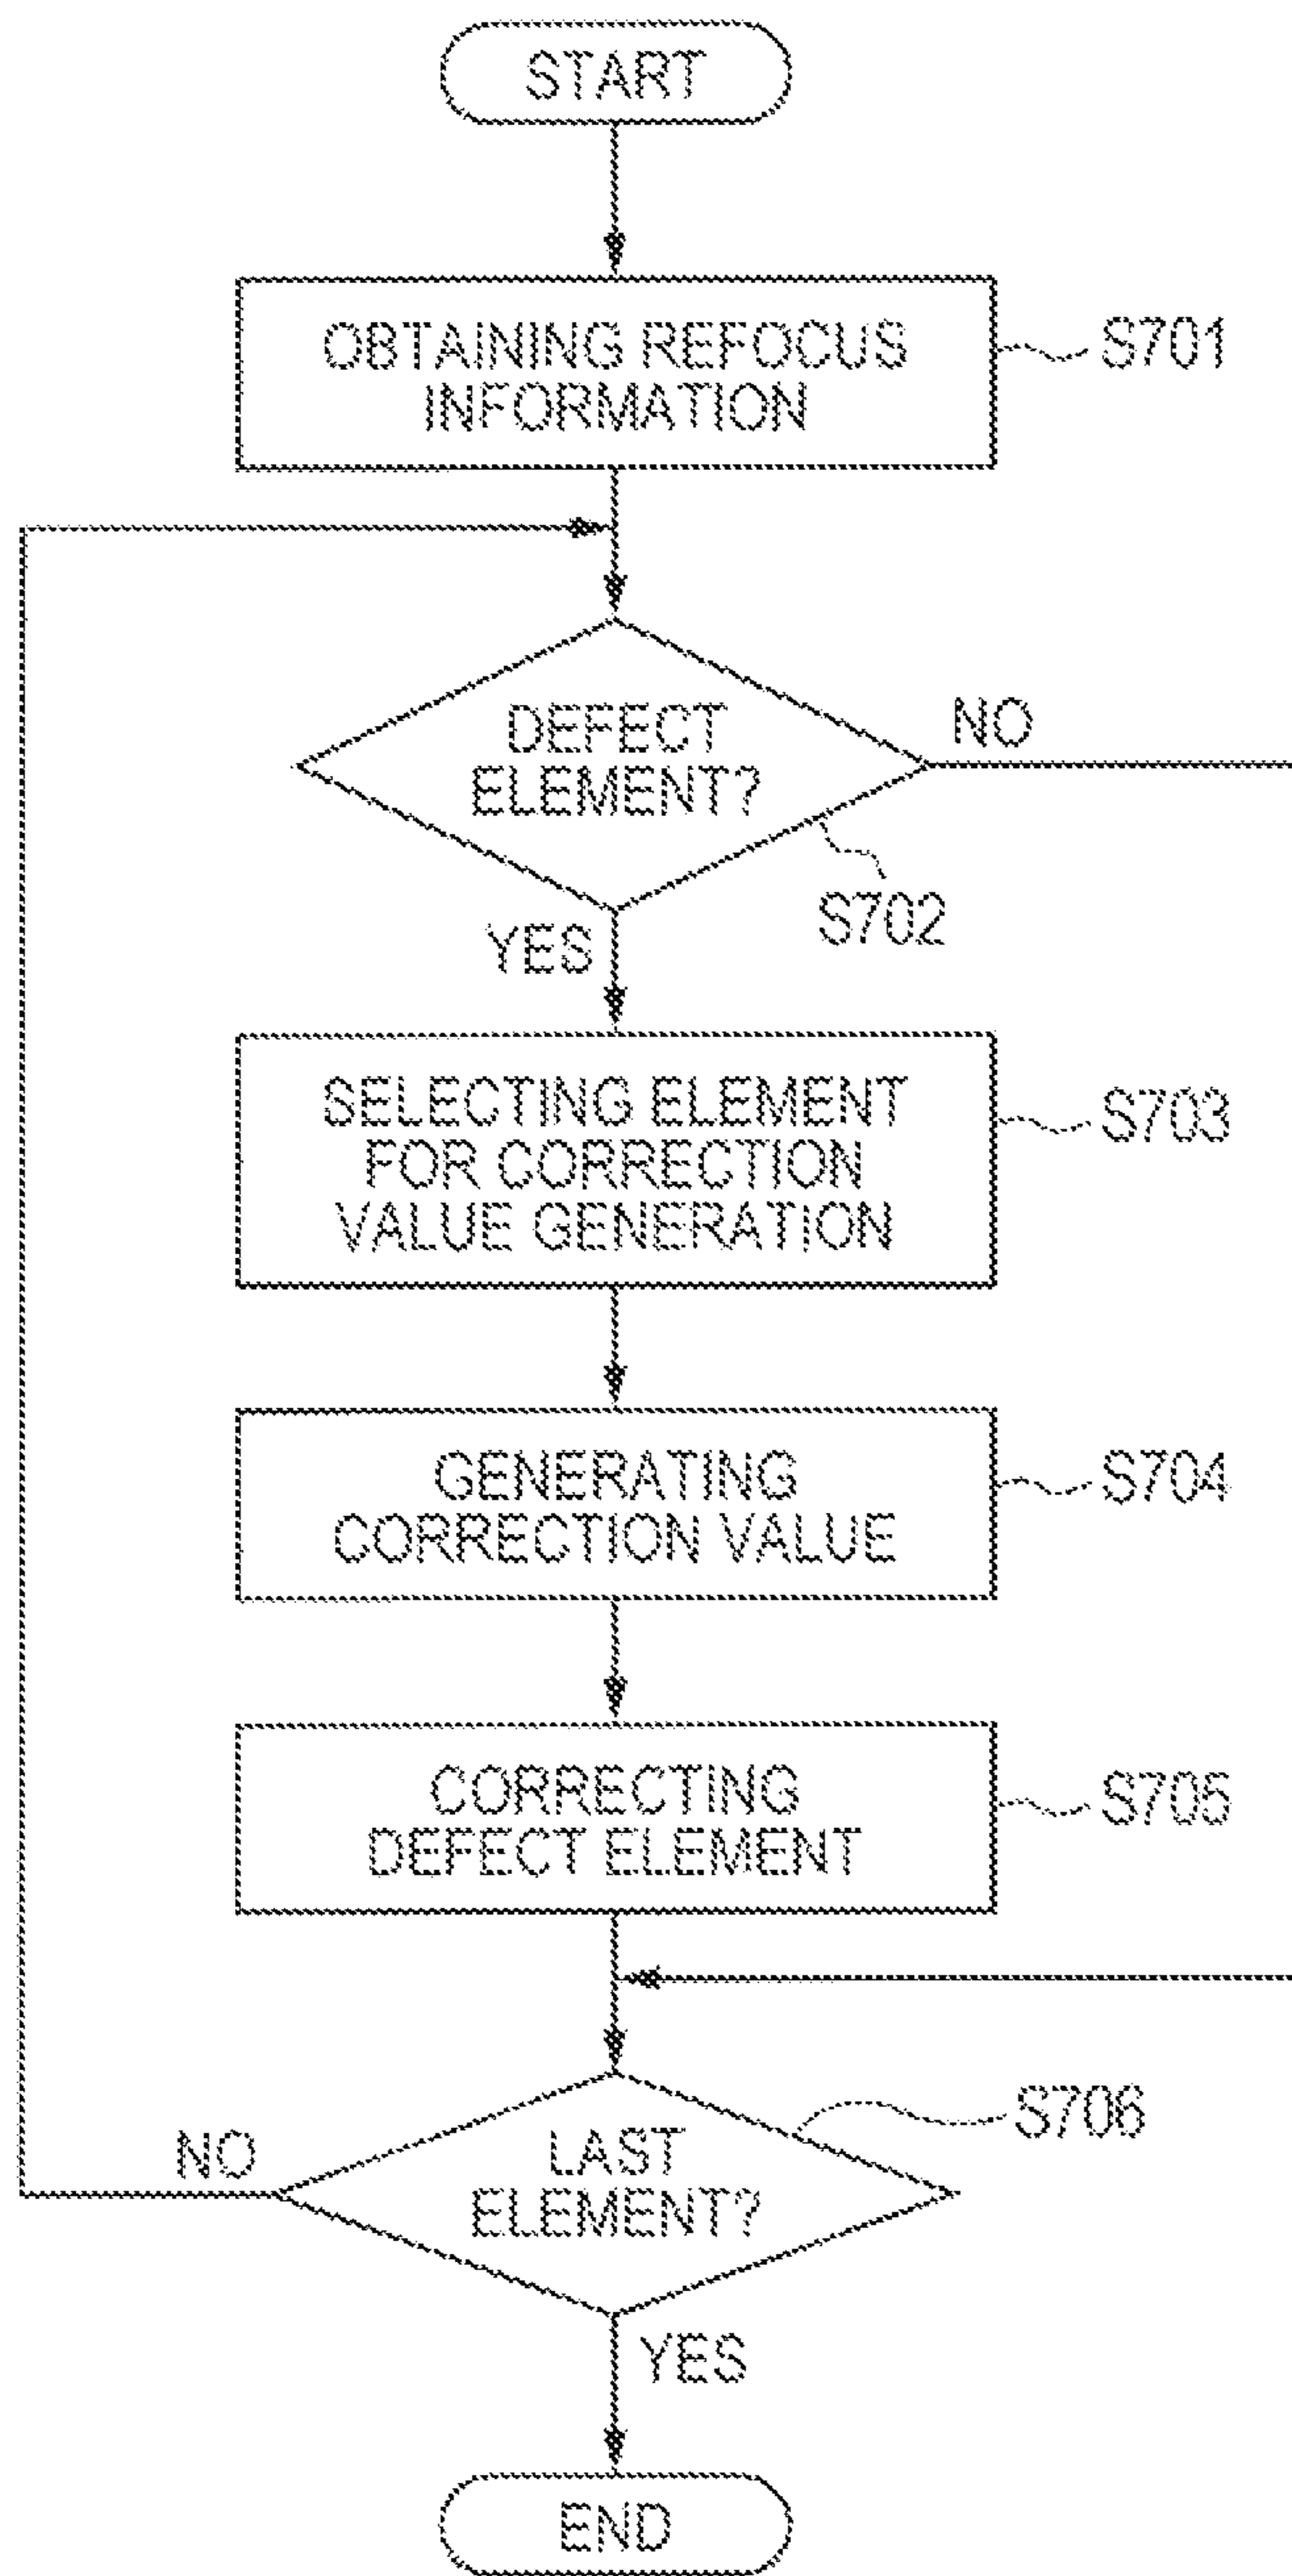 START
OBTAINING REFOCUS
INFORMATION
S701
DEFECT
ELEMENT?
NO
S702
YES
SELECTING ELEMENT
FOR CORRECTION
VALUE GENERATION
S703
GENERATING
CORRECTION VALUE
S704
CORRECTING
DEFECT ELEMENT
S705
LAST
ELEMENT?
S706
NO
YES
END